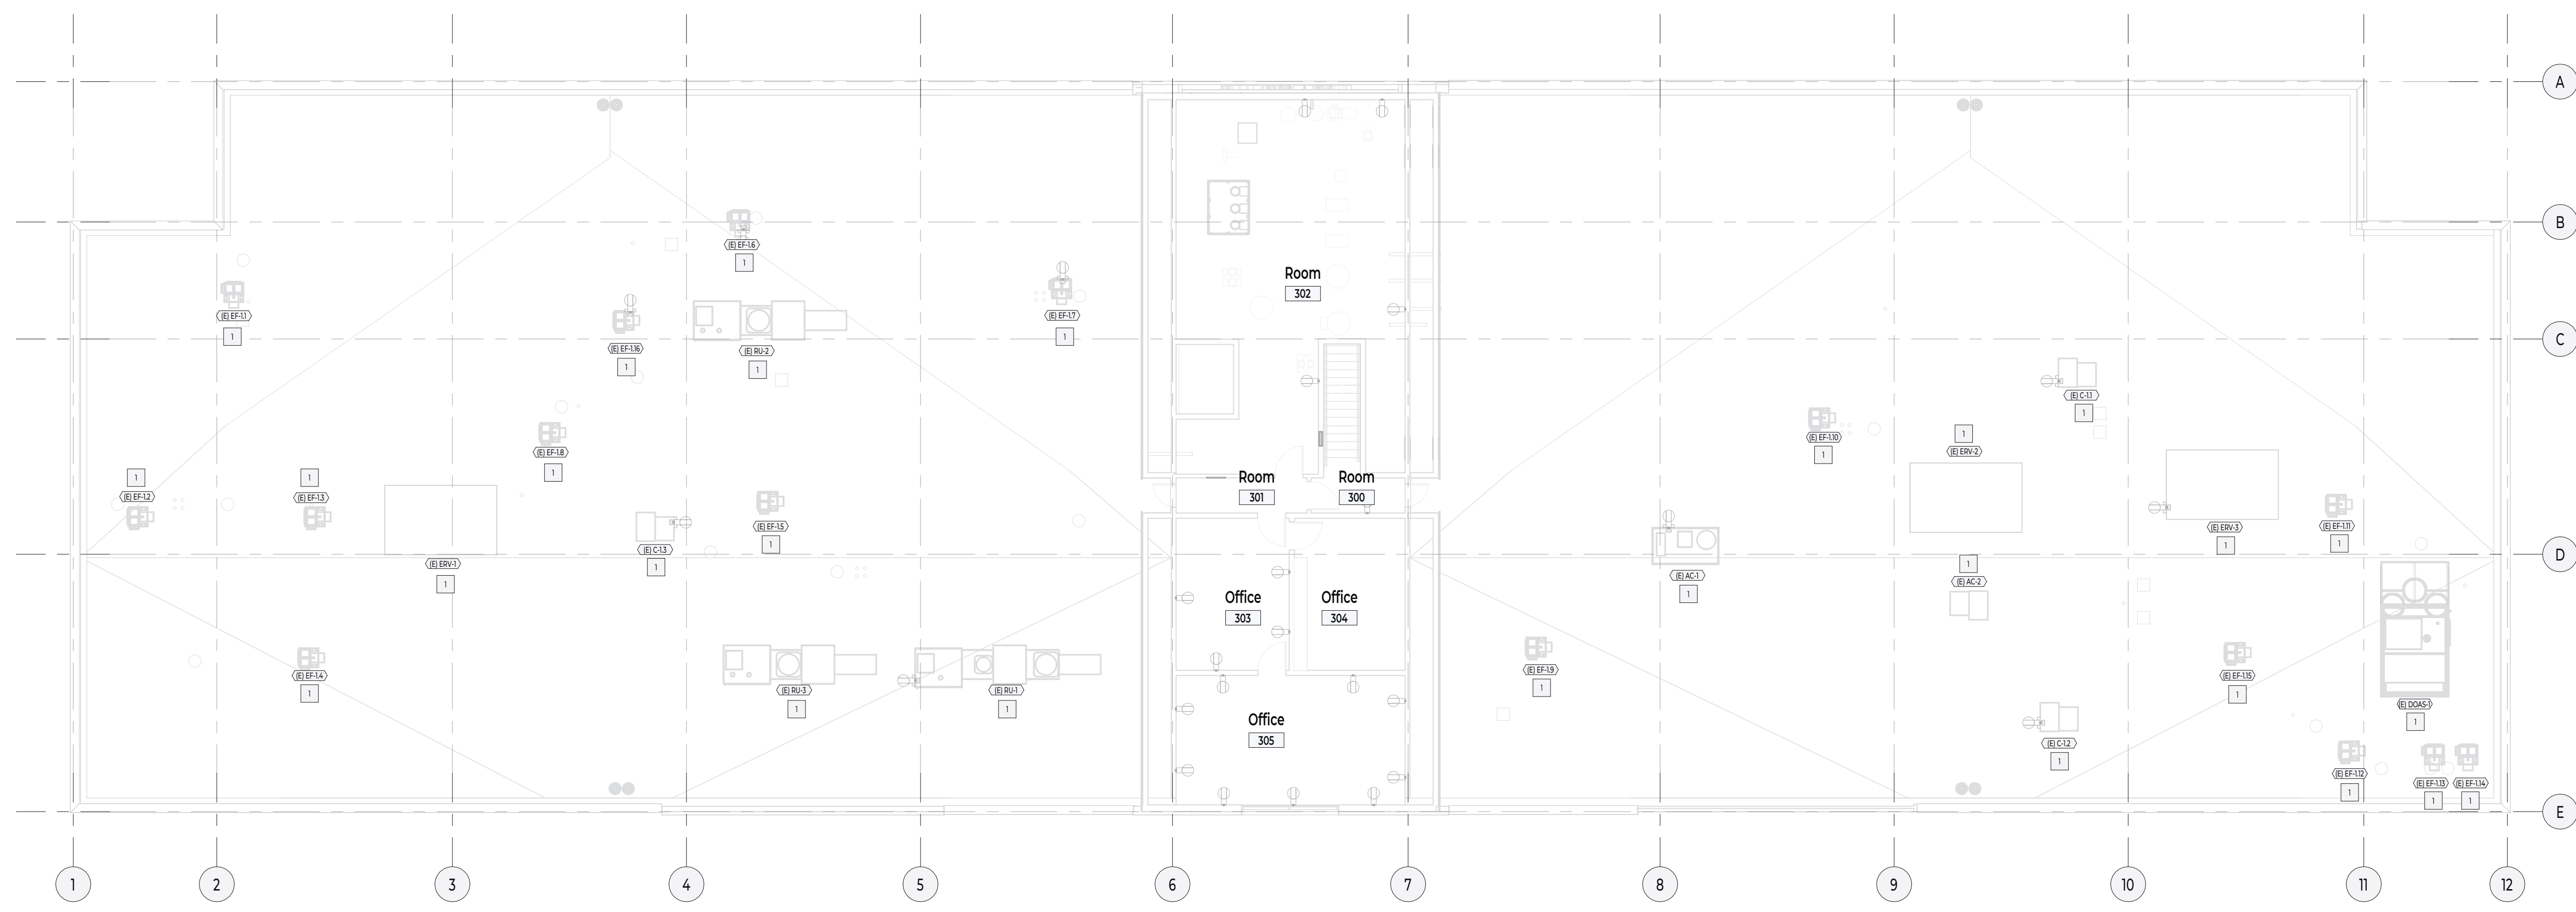 A
B
(E) EF-1.6
1
Room
302
(E) EF-1.1
1
(E) EF-1.7
1
C
(E) EF-1.16
1
(E) RU-2
1
(E) C-1.1
1
(E) EF-1.8
1
(E) EF-1.10
1
1
(E) ERV-2
1
(E) EF-1.2
1
(E) EF-1.3
Room
301
Room
300
(E) EF-1.5
1
(E) ERV-3
1
(E) EF-1.11
1
(E) C-1.3
1
(E) ERV-1
1
D
(E) AC-1
1
1
(E) AC-2
Office
303
Office
304
(E) EF-1.4
1
(E) RU-3
1
(E) RU-1
1
(E) EF-1.9
1
(E) EF-1.15
1
(E) DOAS-1
1
Office
305
(E) C-1.2
1
(E) EF-1.12
1
(E) EF-1.13
1
(E) EF-1.14
1
E
1
2
3
4
5
6
7
8
9
10
11
12